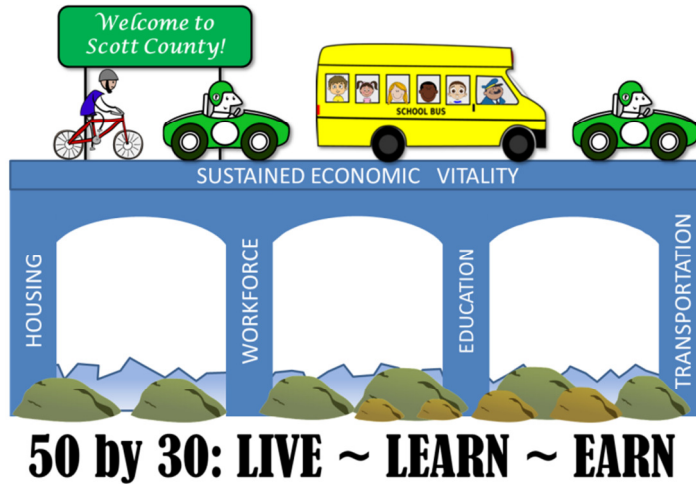 Welcome to
Scott County!
SCHOOL BUS
SUSTAINED ECONOMIC VITALITY
HOUSING
WORKFORCE
EDUCATION
TRANSPORTATION
50 by 30: LIVE ~ LEARN ~ EARN